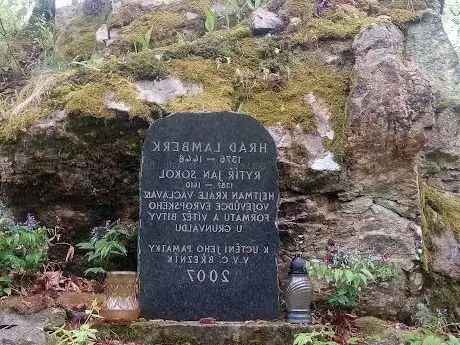 HRAD LAMBERK
1376 – 1446
RYTÍŘ JAN SOKOL
1387 – 1410
HEJTMAN KRÁLE VÁCLAVA IV.
VOJEVŮDCE EVROPSKÉHO
FORMÁTU A VÍTĚZ BITVY
U GRUNVALDU
K UCTĚNÍ JEHO PAMÁTKY
V.V.C. BŘEZNÍK
2007